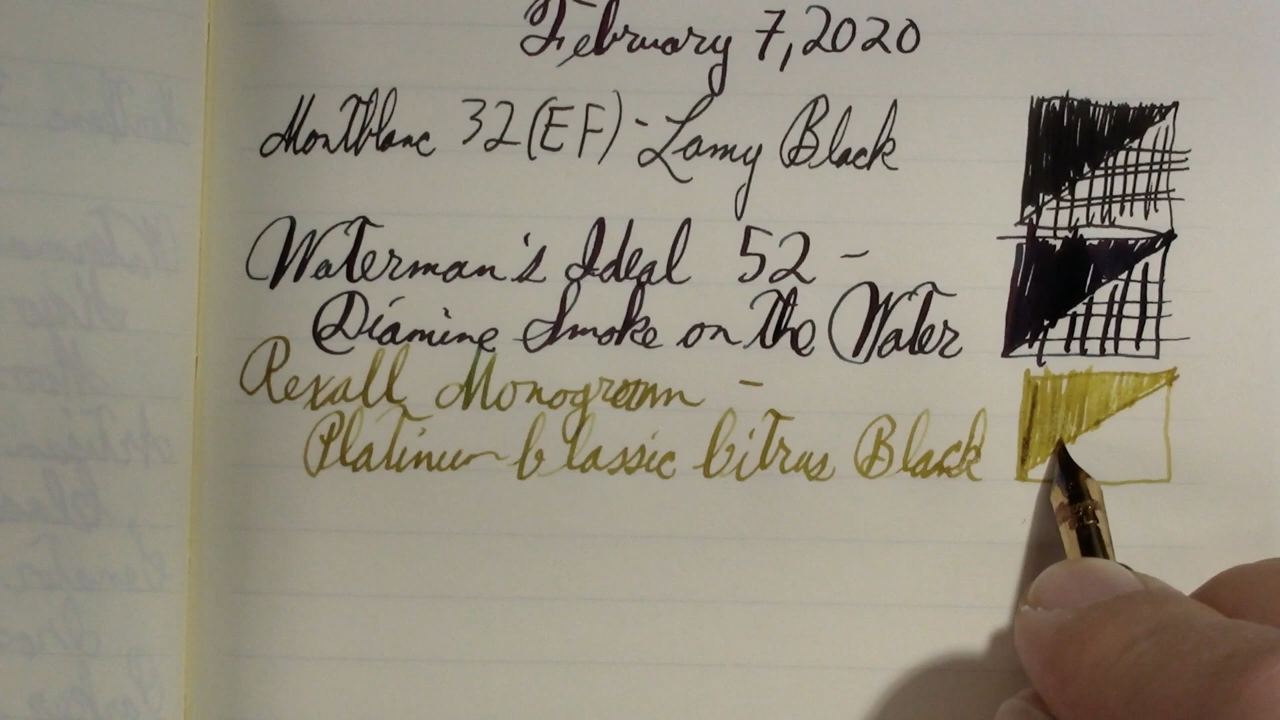 February 7, 2020
Montblanc 32 (EF) - Lamy Black
Waterman's Ideal 52 -
Diamine Smoke on the Water
Rexall Monogram -
Platinum Classic Citrus Black